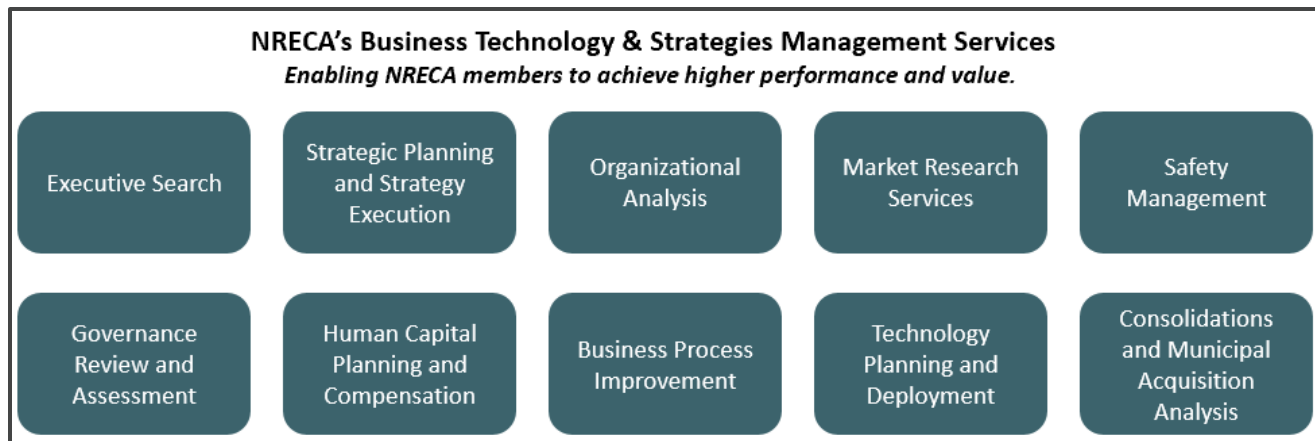 NRECA's Business Technology & Strategies Management Services
Enabling NRECA members to achieve higher performance and value.
Executive Search
Strategic Planning
and Strategy
Execution
Organizational
Analysis
Market Research
Services
Safety
Management
Governance
Review and
Assessment
Human Capital
Planning and
Compensation
Business Process
Improvement
Technology
Planning and
Deployment
Consolidations
and Municipal
Acquisition
Analysis